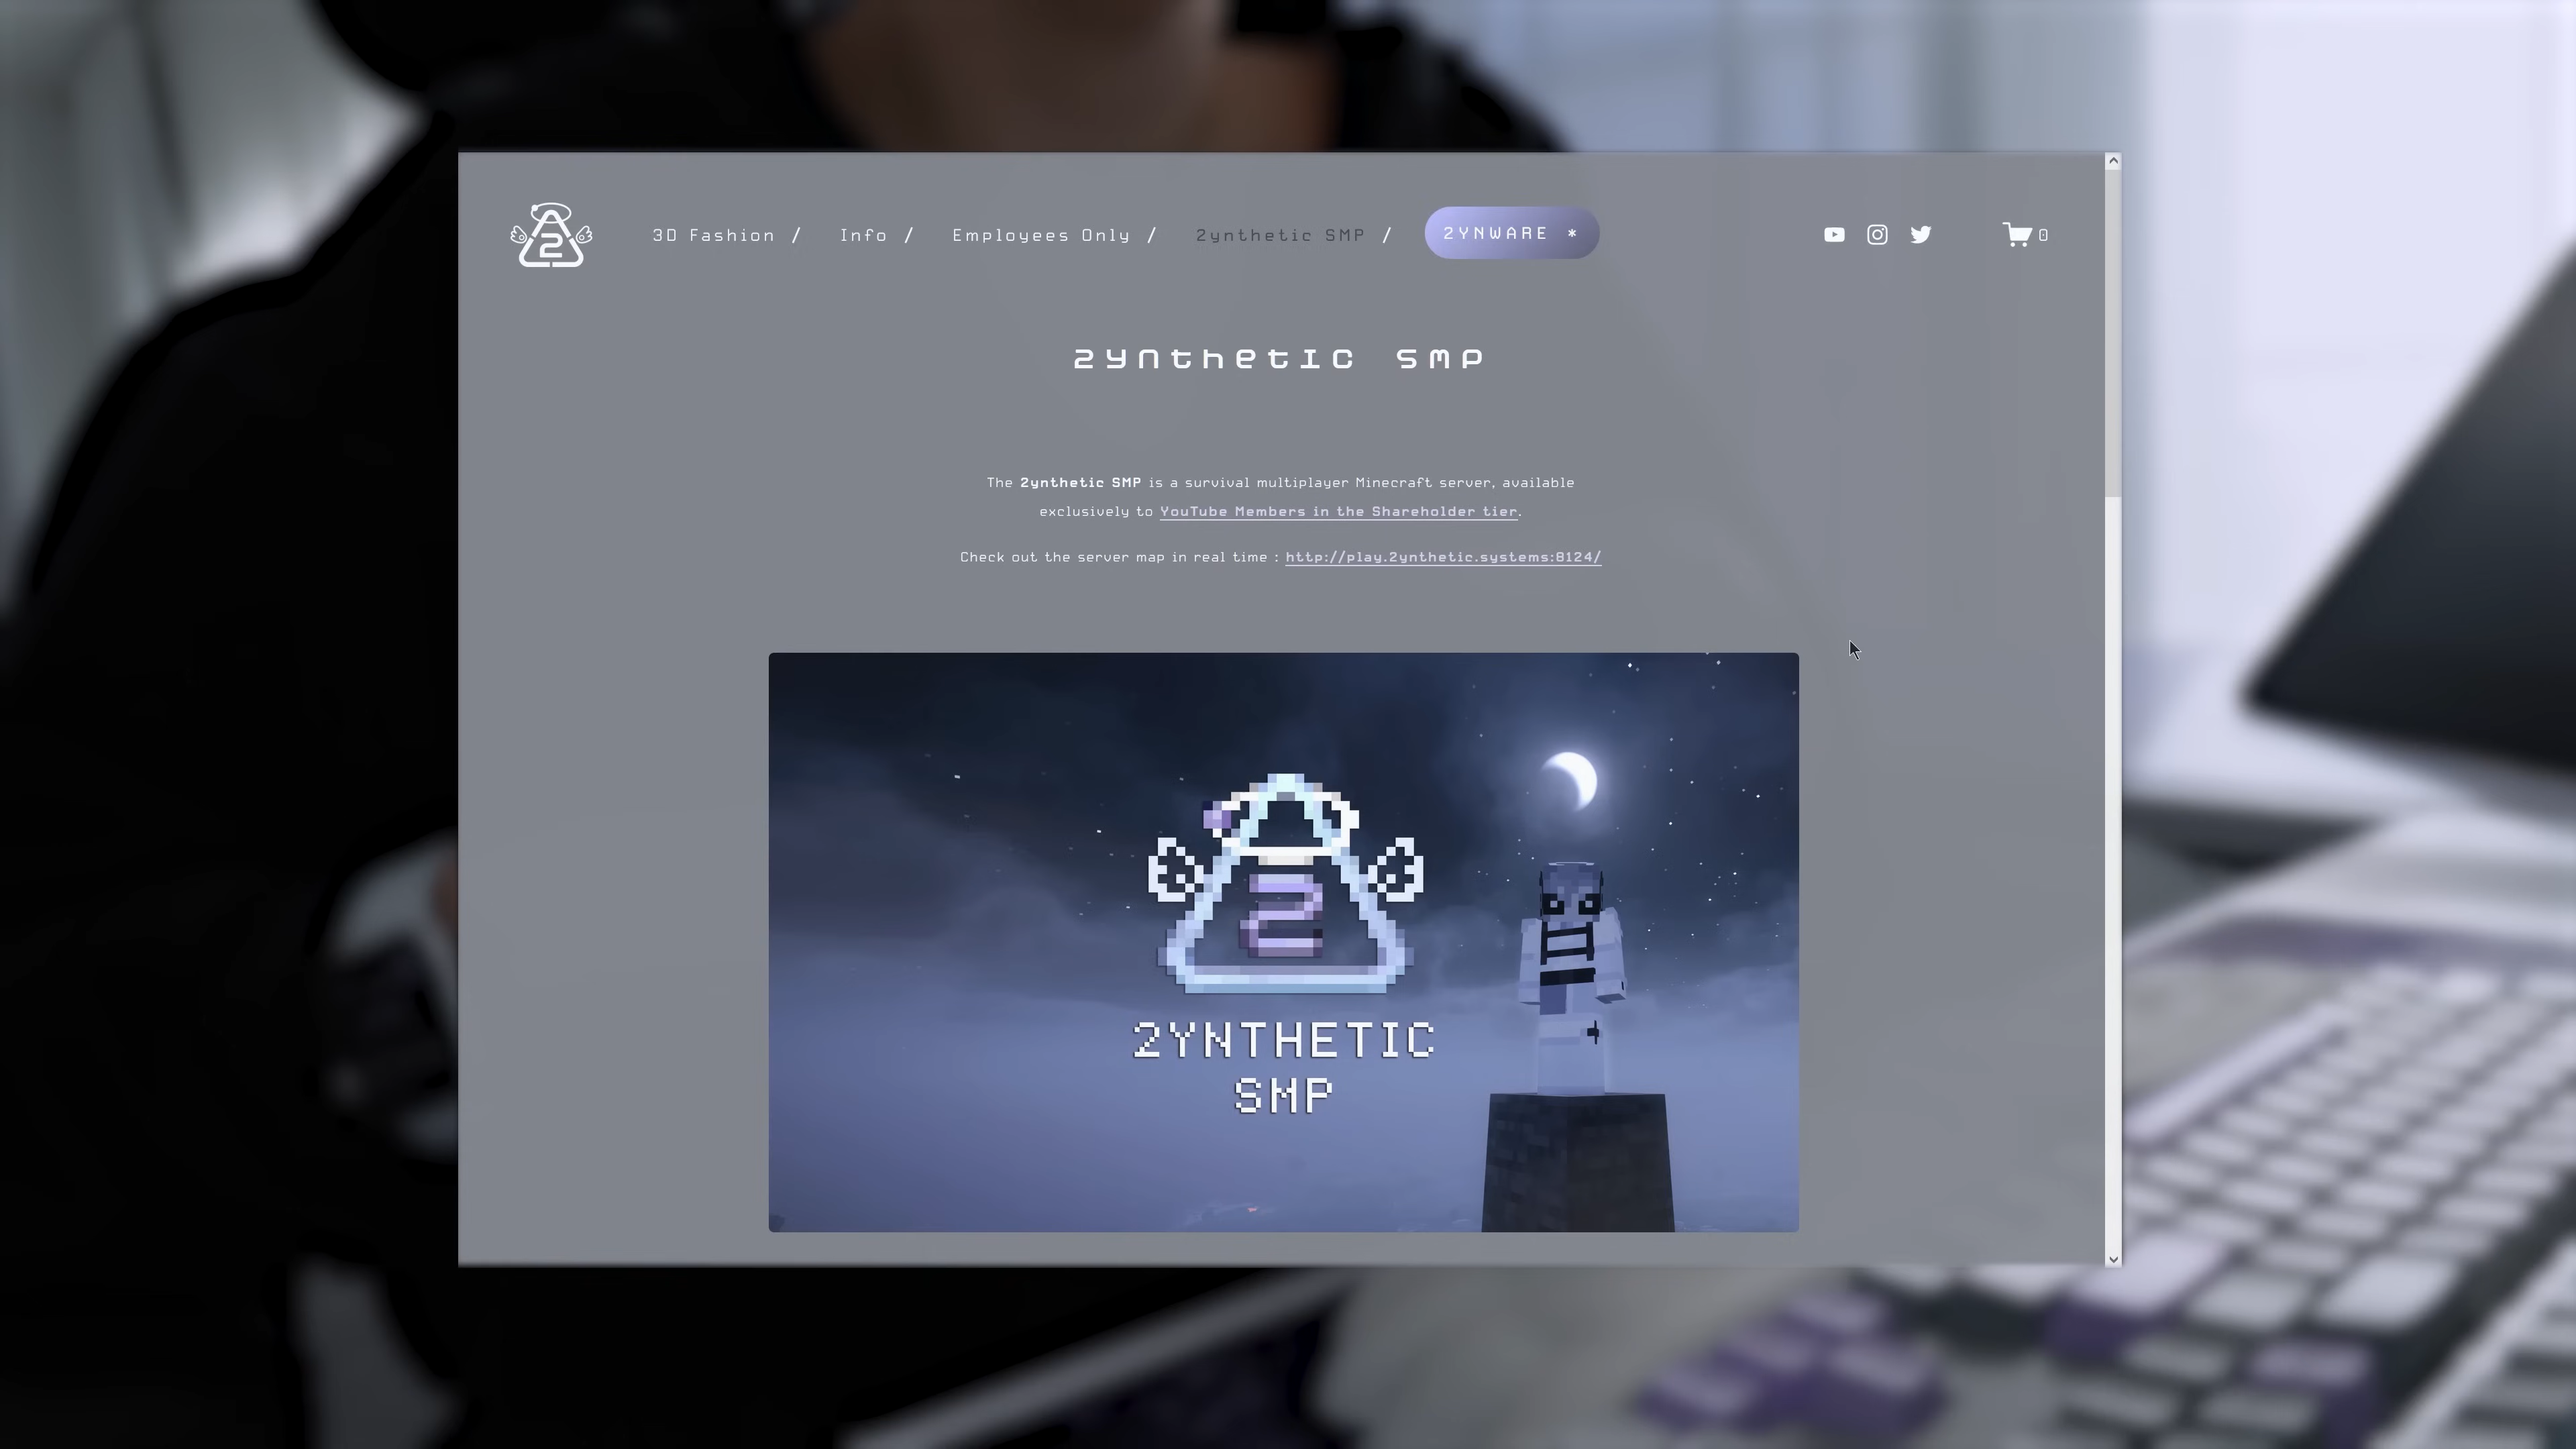 2
3D Fashion /
Info /
Employees Only /
2ynthetic SMP /
2YNWARE *
0
2ynthetic SMP
The 2ynthetic SMP is a survival multiplayer Minecraft server, available
exclusively to YouTube Members in the Shareholder tier.
Check out the server map in real time : http://play.2ynthetic.systems:8124/
2
2YNTHETIC
SMP